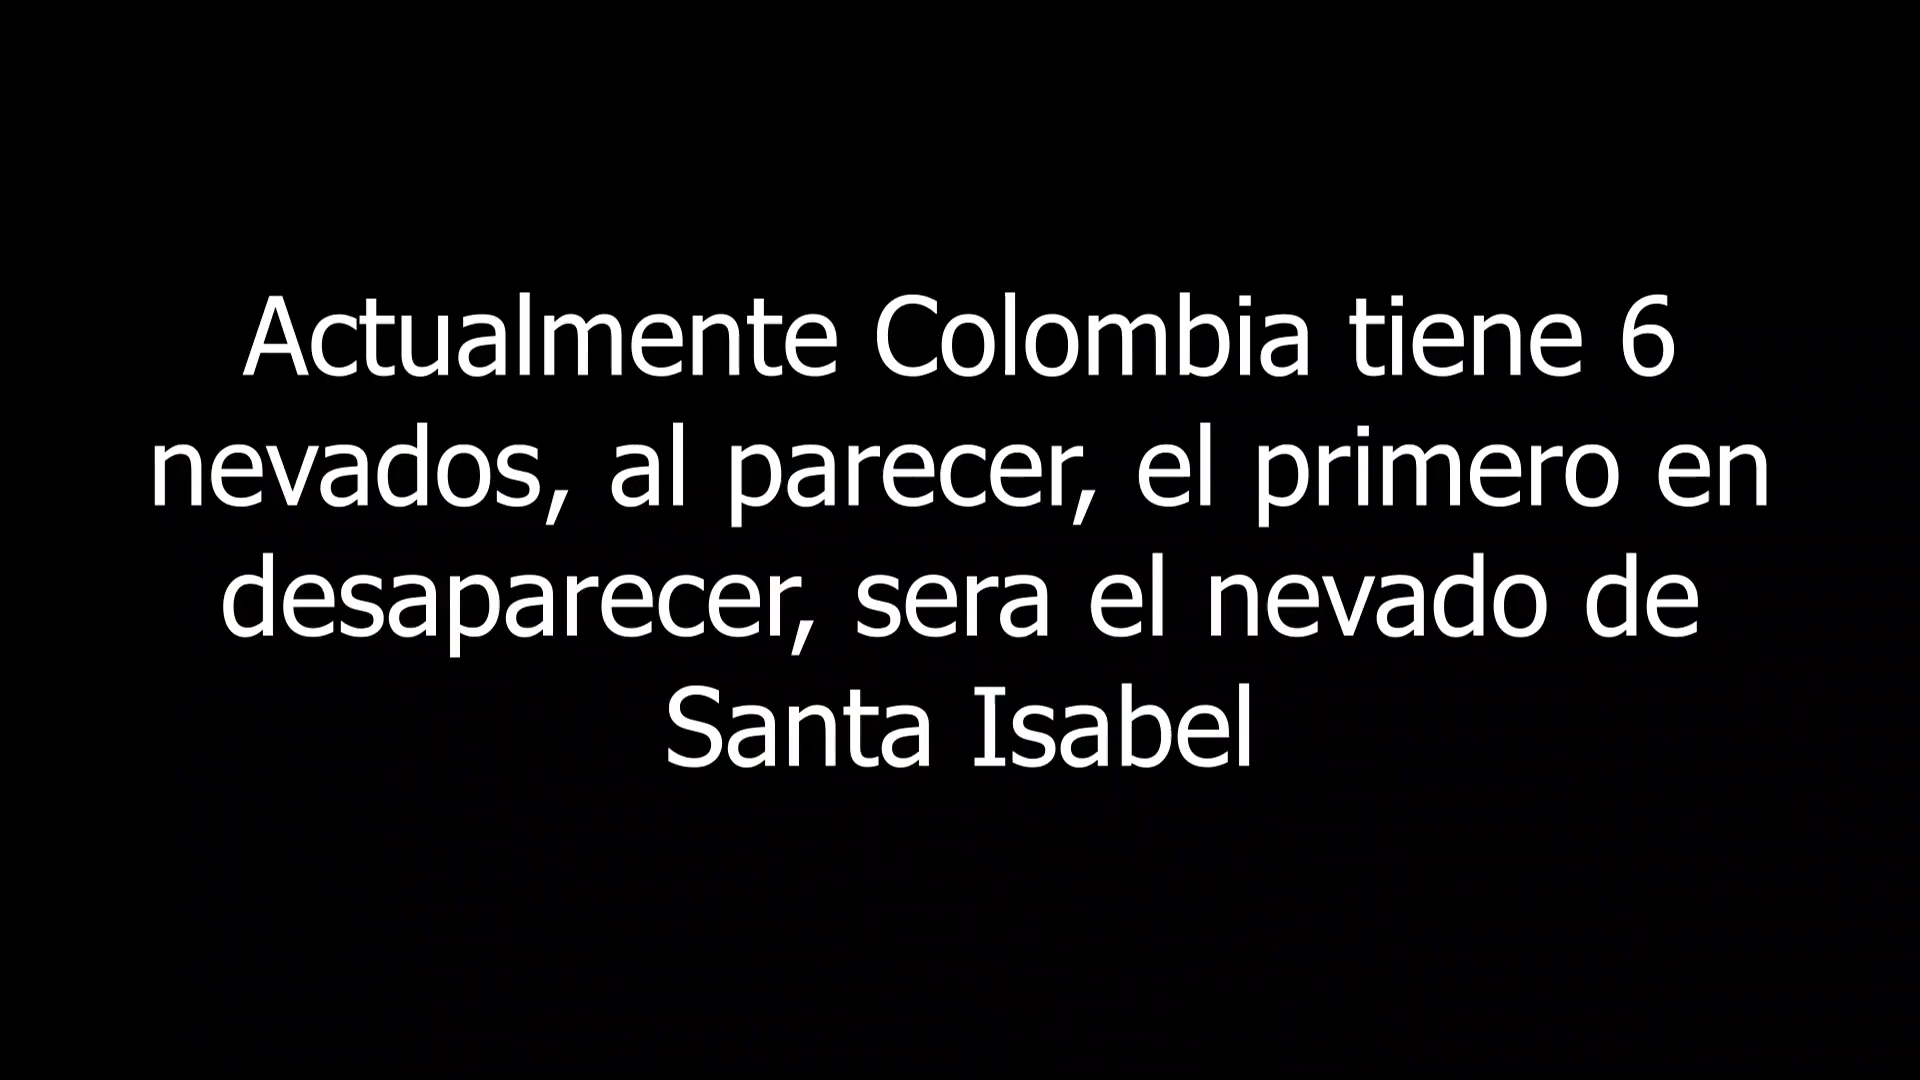 Actualmente Colombia tiene 6
nevados, al parecer, el primero en
desaparecer, sera el nevado de
Santa Isabel